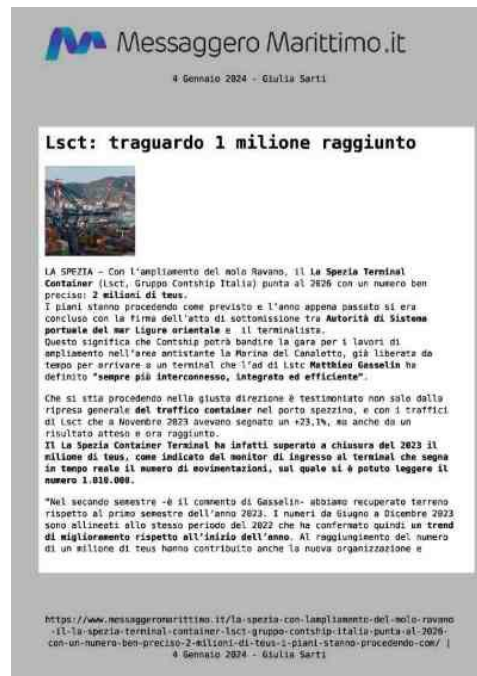 Messaggero Marittimo.it
4 Gennaio 2024 - Giulia Sarti
Lsct: traguardo 1 milione raggiunto
LA SPEZIA – Con l'ampliamento del molo Ravano, il La Spezia Terminal
Container (Lsct, Gruppo Contship Italia) punta al 2026 con un numero ben
preciso: 2 milioni di teus.
I piani stanno procedendo come previsto e l'anno appena passato si era
concluso con la firma dell'atto di sottomissione tra Autorità di Sistema
portuale del mar Ligure orientale e il terminalista.
Questo significa che Contship potrà bandire la gara per i lavori di
ampliamento nell'area antistante la Marina del Canaletto, già liberata da
tempo per arrivare a un terminal che l'ad di Lstc Matthieu Gasselin ha
definito "sempre più interconnesso, integrato ed efficiente".
Che si stia procedendo nella giusta direzione è testimoniato non solo dalla
ripresa generale del traffico container nel porto spezzino, e con i traffici
di Lsct che a Novembre 2023 avevano segnato un +23,1%, ma anche da un
risultato atteso e ora raggiunto.
Il La Spezia Container Terminal ha infatti superato a chiusura del 2023 il
milione di teus, come indicato del monitor di ingresso al terminal che segna
in tempo reale il numero di movimentazioni, sul quale si è potuto leggere il
numero 1.010.000.
"Nel secondo semestre -è il commento di Gasselin- abbiamo recuperato terreno
rispetto al primo semestre dell'anno 2023. I numeri da Giugno a Dicembre 2023
sono allineati allo stesso periodo del 2022 che ha confermato quindi un trend
di miglioramento rispetto all'inizio dell'anno. Al raggiungimento del numero
di un milione di teus hanno contribuito anche la nuova organizzazione e
https://www.messaggeromarittimo.it/la-spezia-con-lampliamento-del-molo-ravano
-il-la-spezia-terminal-container-lsct-gruppo-contship-italia-punta-al-2026-
con-un-numero-ben-preciso-2-milioni-di-teus-i-piani-stanno-procedendo-com/ |
4 Gennaio 2024 - Giulia Sarti